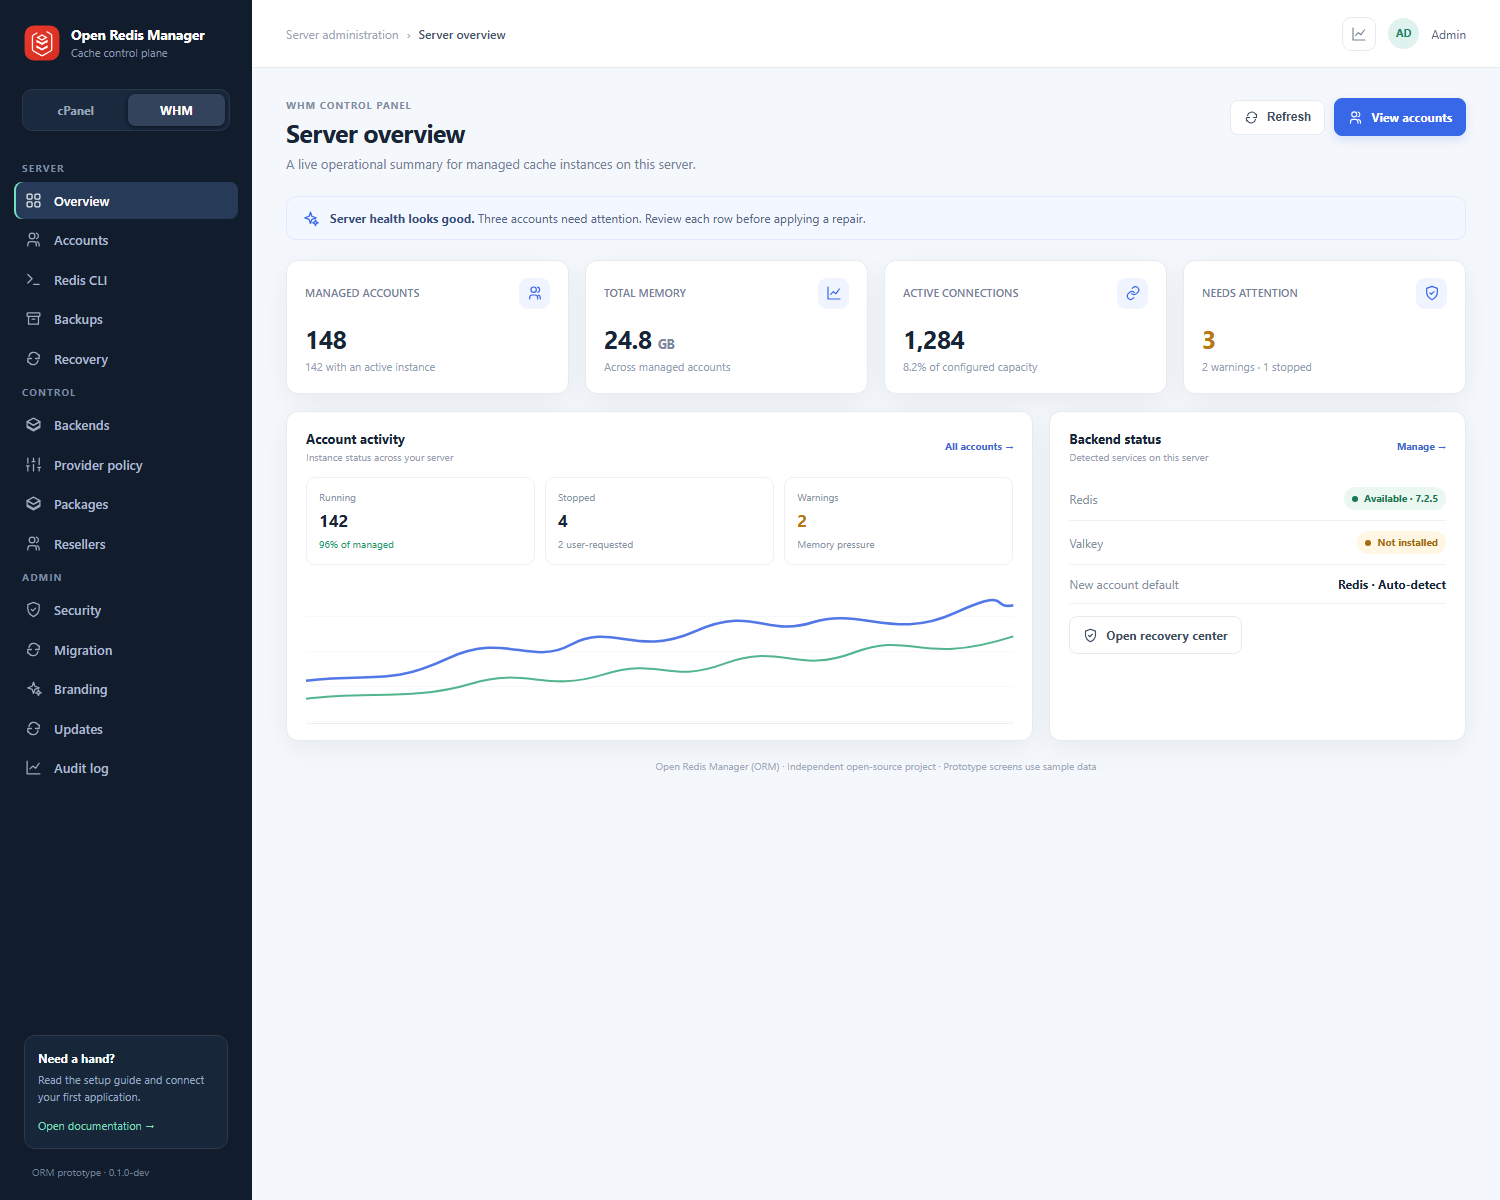 Open Redis Manager
Cache control plane
cPanel
WHM
SERVER
Overview
Accounts
Redis CLI
Backups
Recovery
CONTROL
Backends
Provider policy
Packages
Resellers
ADMIN
Security
Migration
Branding
Updates
Audit log
Need a hand?
Read the setup guide and connect
your first application.
Open documentation →
ORM prototype · 0.1.0-dev
Server administration › Server overview
AD
Admin
WHM CONTROL PANEL
Server overview
A live operational summary for managed cache instances on this server.
Refresh
View accounts
Server health looks good. Three accounts need attention. Review each row before applying a repair.
MANAGED ACCOUNTS
148
142 with an active instance
TOTAL MEMORY
24.8 GB
Across managed accounts
ACTIVE CONNECTIONS
1,284
8.2% of configured capacity
NEEDS ATTENTION
3
2 warnings · 1 stopped
Account activity
Instance status across your server
All accounts →
Running
142
96% of managed
Stopped
4
2 user-requested
Warnings
2
Memory pressure
Backend status
Detected services on this server
Manage →
Redis
Available · 7.2.5
Valkey
Not installed
New account default
Redis · Auto-detect
Open recovery center
Open Redis Manager (ORM) · Independent open-source project · Prototype screens use sample data